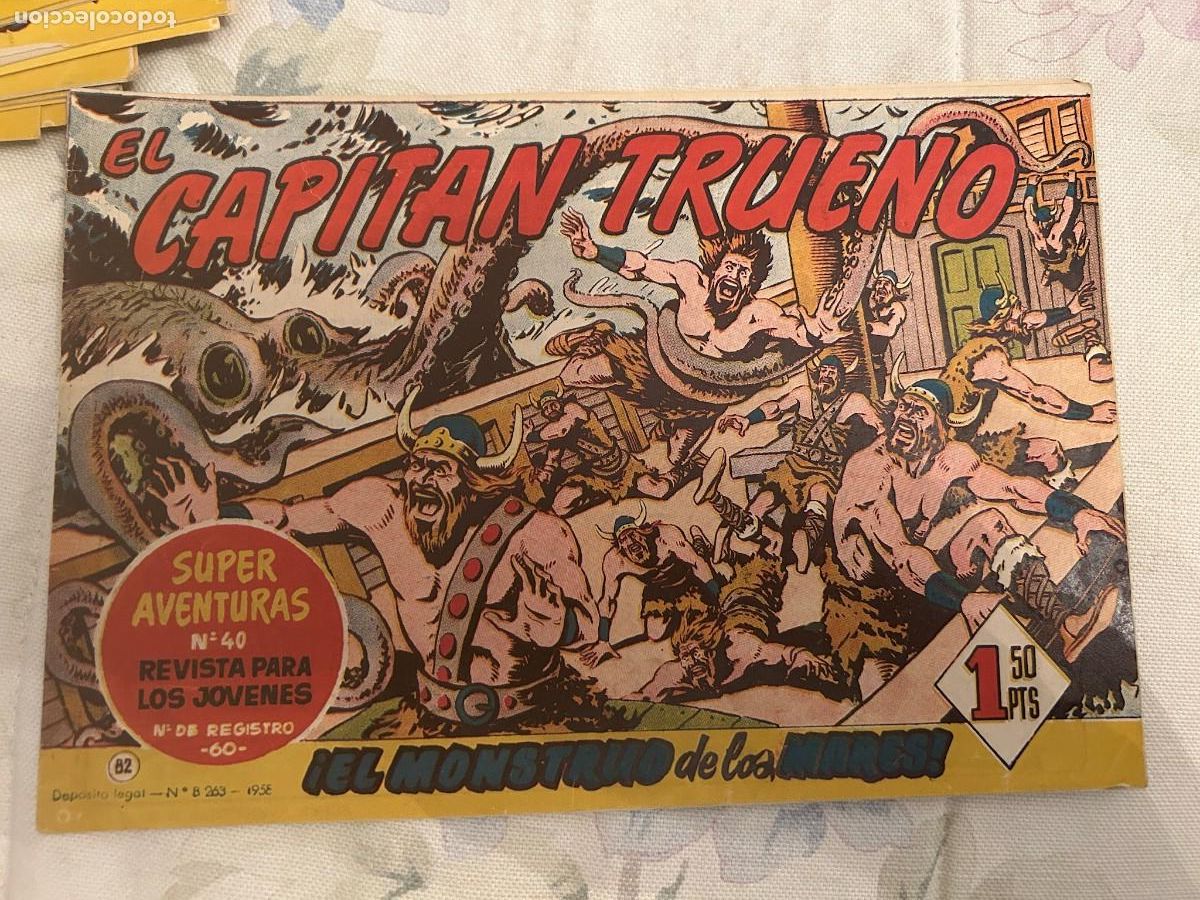 todocoleccion
EL
CAPITAN TRUENO
SUPER
AVENTURAS
Nº 40
REVISTA PARA
LOS JOVENES
Nº DE REGISTRO
-60-
1 50
PTS
82
¡EL MONSTRUO de los MARES!
Depósito legal - Nº B 263 - 1958